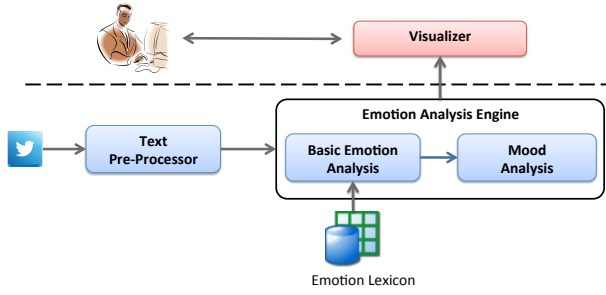 Visualizer
Emotion Analysis Engine
Text
Pre-Processor
Basic Emotion
Analysis
Mood
Analysis
Emotion Lexicon